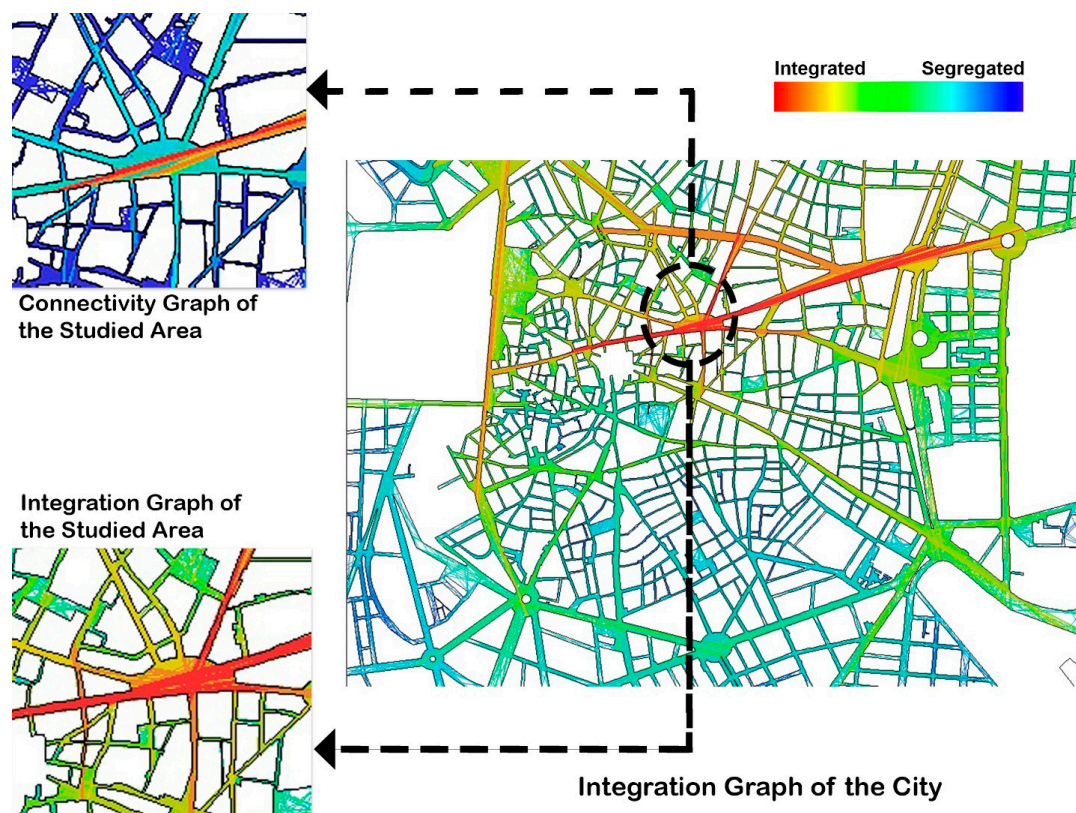 Integrated Segregated
Connectivity Graph of
the Studied Area
Integration Graph of
the Studied Area
Integration Graph of the City